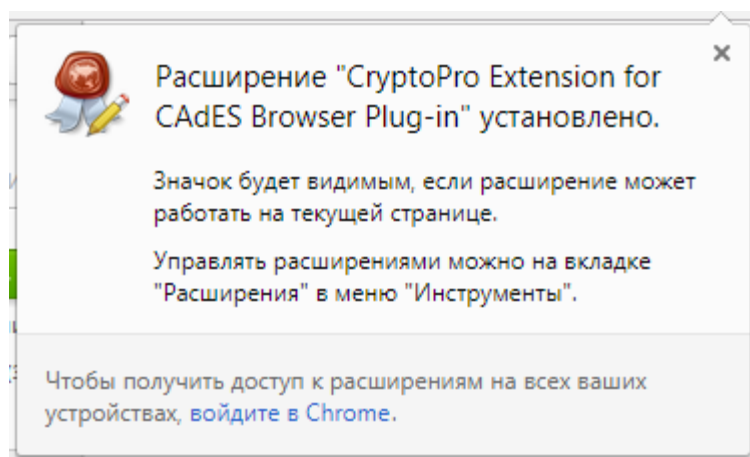 Расширение "CryptoPro Extension for
CAdES Browser Plug-in" установлено.
Значок будет видимым, если расширение может
работать на текущей странице.
Управлять расширениями можно на вкладке
"Расширения" в меню "Инструменты".
Чтобы получить доступ к расширениям на всех ваших
устройствах, войдите в Chrome.